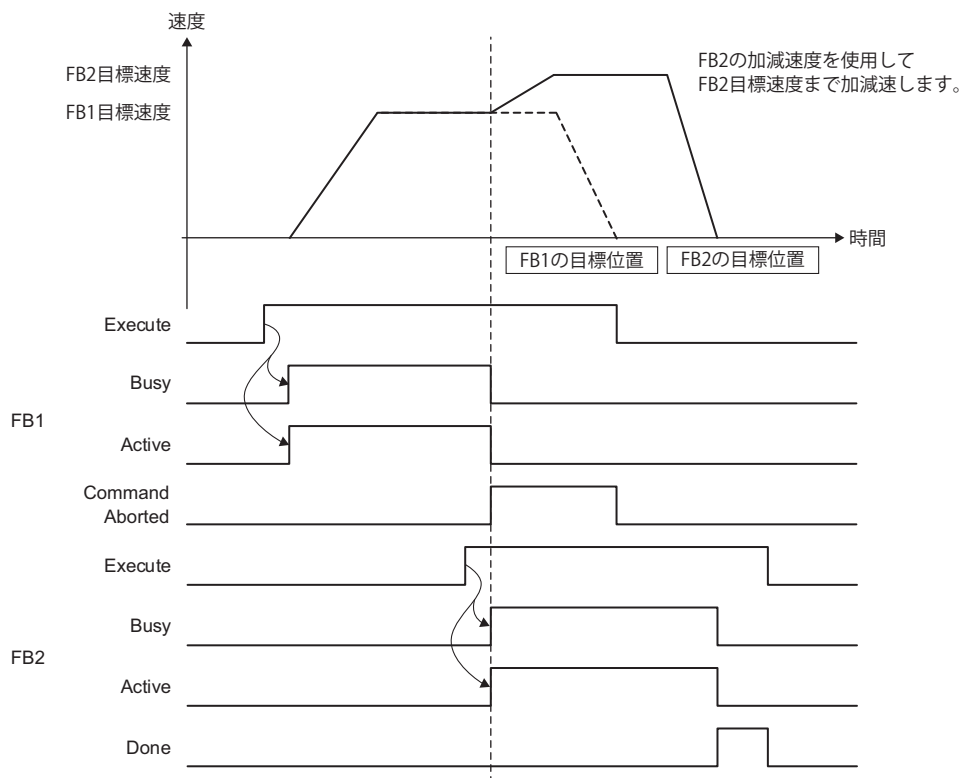 速度
FB2目標速度
FB1目標速度
FB2の加減速度を使用して
FB2目標速度まで加減速します。
時間
FB1の目標位置
FB2の目標位置
FB1
Execute
Busy
Active
Command
Aborted
FB2
Execute
Busy
Active
Done